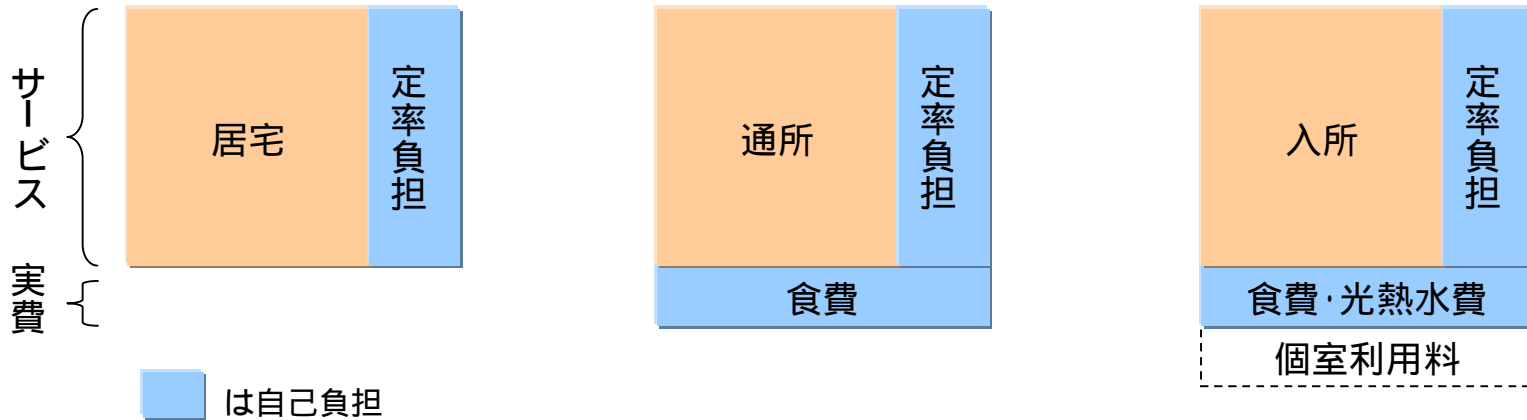 サービス
居宅
定率負担
通所
定率負担
入所
定率負担
実費
食費
食費・光熱水費
個室利用料
は自己負担